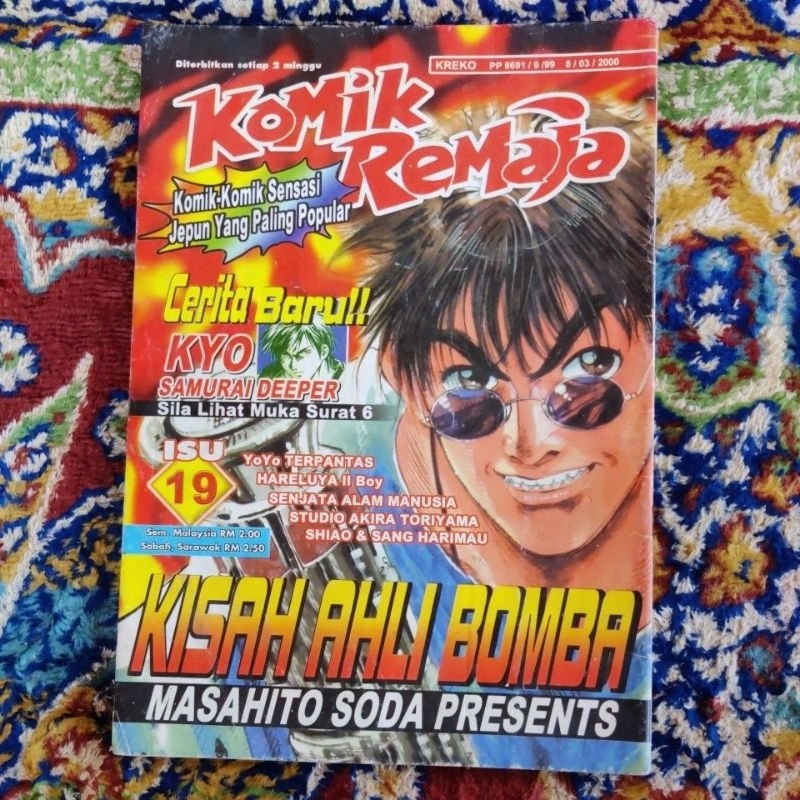 Diterbitkan setiap 2 minggu
KREKO PP 8691 / 9 /99 8 / 03 / 2000
Komik
Remaja
Komik-Komik Sensasi
Jepun Yang Paling Popular
Cerita Baru!!
KYO
SAMURAI DEEPER
Sila Lihat Muka Surat 6
ISU
19
YoYo TERPANTAS
HARELUYA II Boy
SENJATA ALAM MANUSIA
STUDIO AKIRA TORIYAMA
SHIAO & SANG HARIMAU
Sem. Malaysia RM 2.00
Sabah, Sarawak RM 2.50
KISAH AHLI BOMBA
MASAHITO SODA PRESENTS